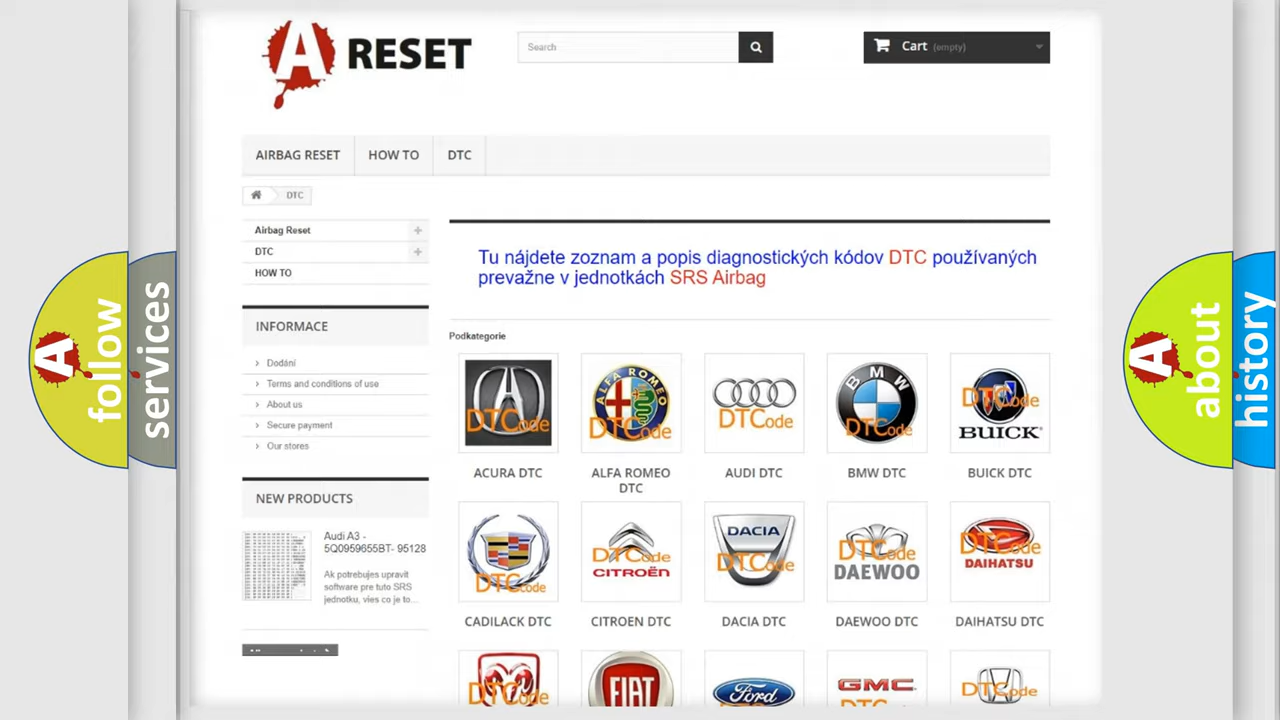 A RESET
Search
Cart (empty)
AIRBAG RESET
HOW TO
DTC
DTC
Airbag Reset
DTC
HOW TO
INFORMACE
Dodání
Terms and conditions of use
About us
Secure payment
Our stores
NEW PRODUCTS
Audi A3 -
5Q0959655BT- 95128
Ak potrebujes upravit
software pre tuto SRS
jednotku, vies co je to...
Tu nájdete zoznam a popis diagnostických kódov DTC používaných
prevažne v jednotkách SRS Airbag
Podkategorie
DTCode
ALFA ROMEO
DTCode
DTCode
BMW
DTCode
DTCode
BUICK
ACURA DTC
ALFA ROMEO
DTC
AUDI DTC
BMW DTC
BUICK DTC
DTCode
DTCode
CITROËN
DACIA
DTCode
DTCode
DAEWOO
DTCode
DAIHATSU
CADILACK DTC
CITROEN DTC
DACIA DTC
DAEWOO DTC
DAIHATSU DTC
DTCode
FIAT
Ford
GMC
DTCode
A follow
services
A about
history